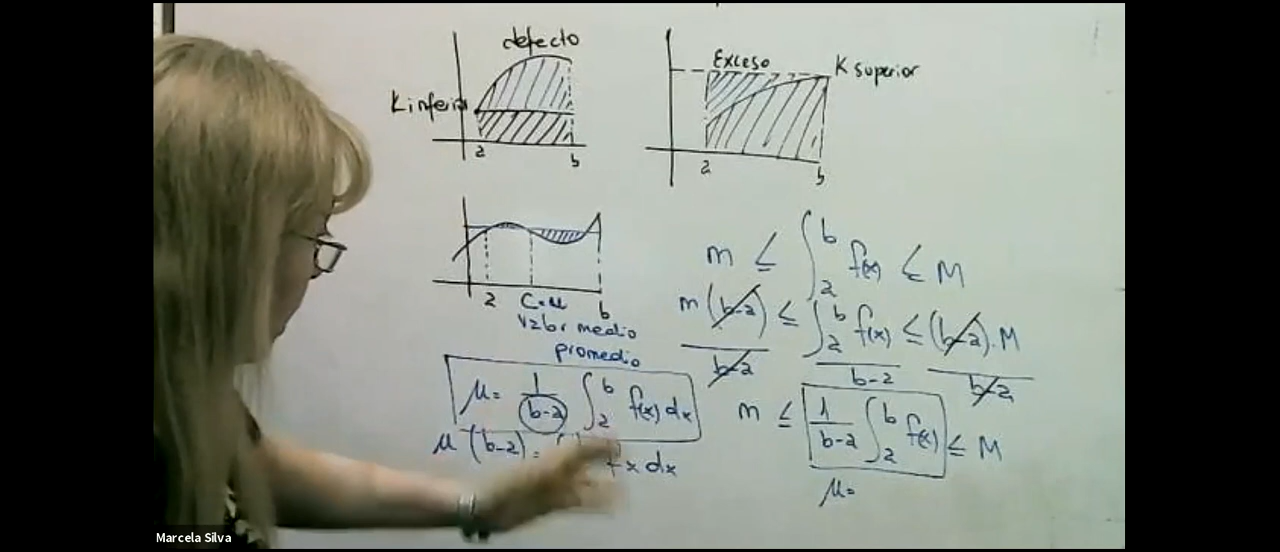 defecto
K inferior
a
b
Exceso
K superior
a
b
a
C=μ
b
valor medio
promedio
μ = 1/(b-a) ∫_a^b f(x) dx
μ (b-a) =
x dx
m ≤ ∫_a^b f(x) ≤ M
m (b-a)/(b-a) ≤ ∫_a^b f(x)/(b-a) ≤ (b-a).M/(b-a)
m ≤ 1/(b-a) ∫_a^b f(x) ≤ M
μ=
Marcela Silva